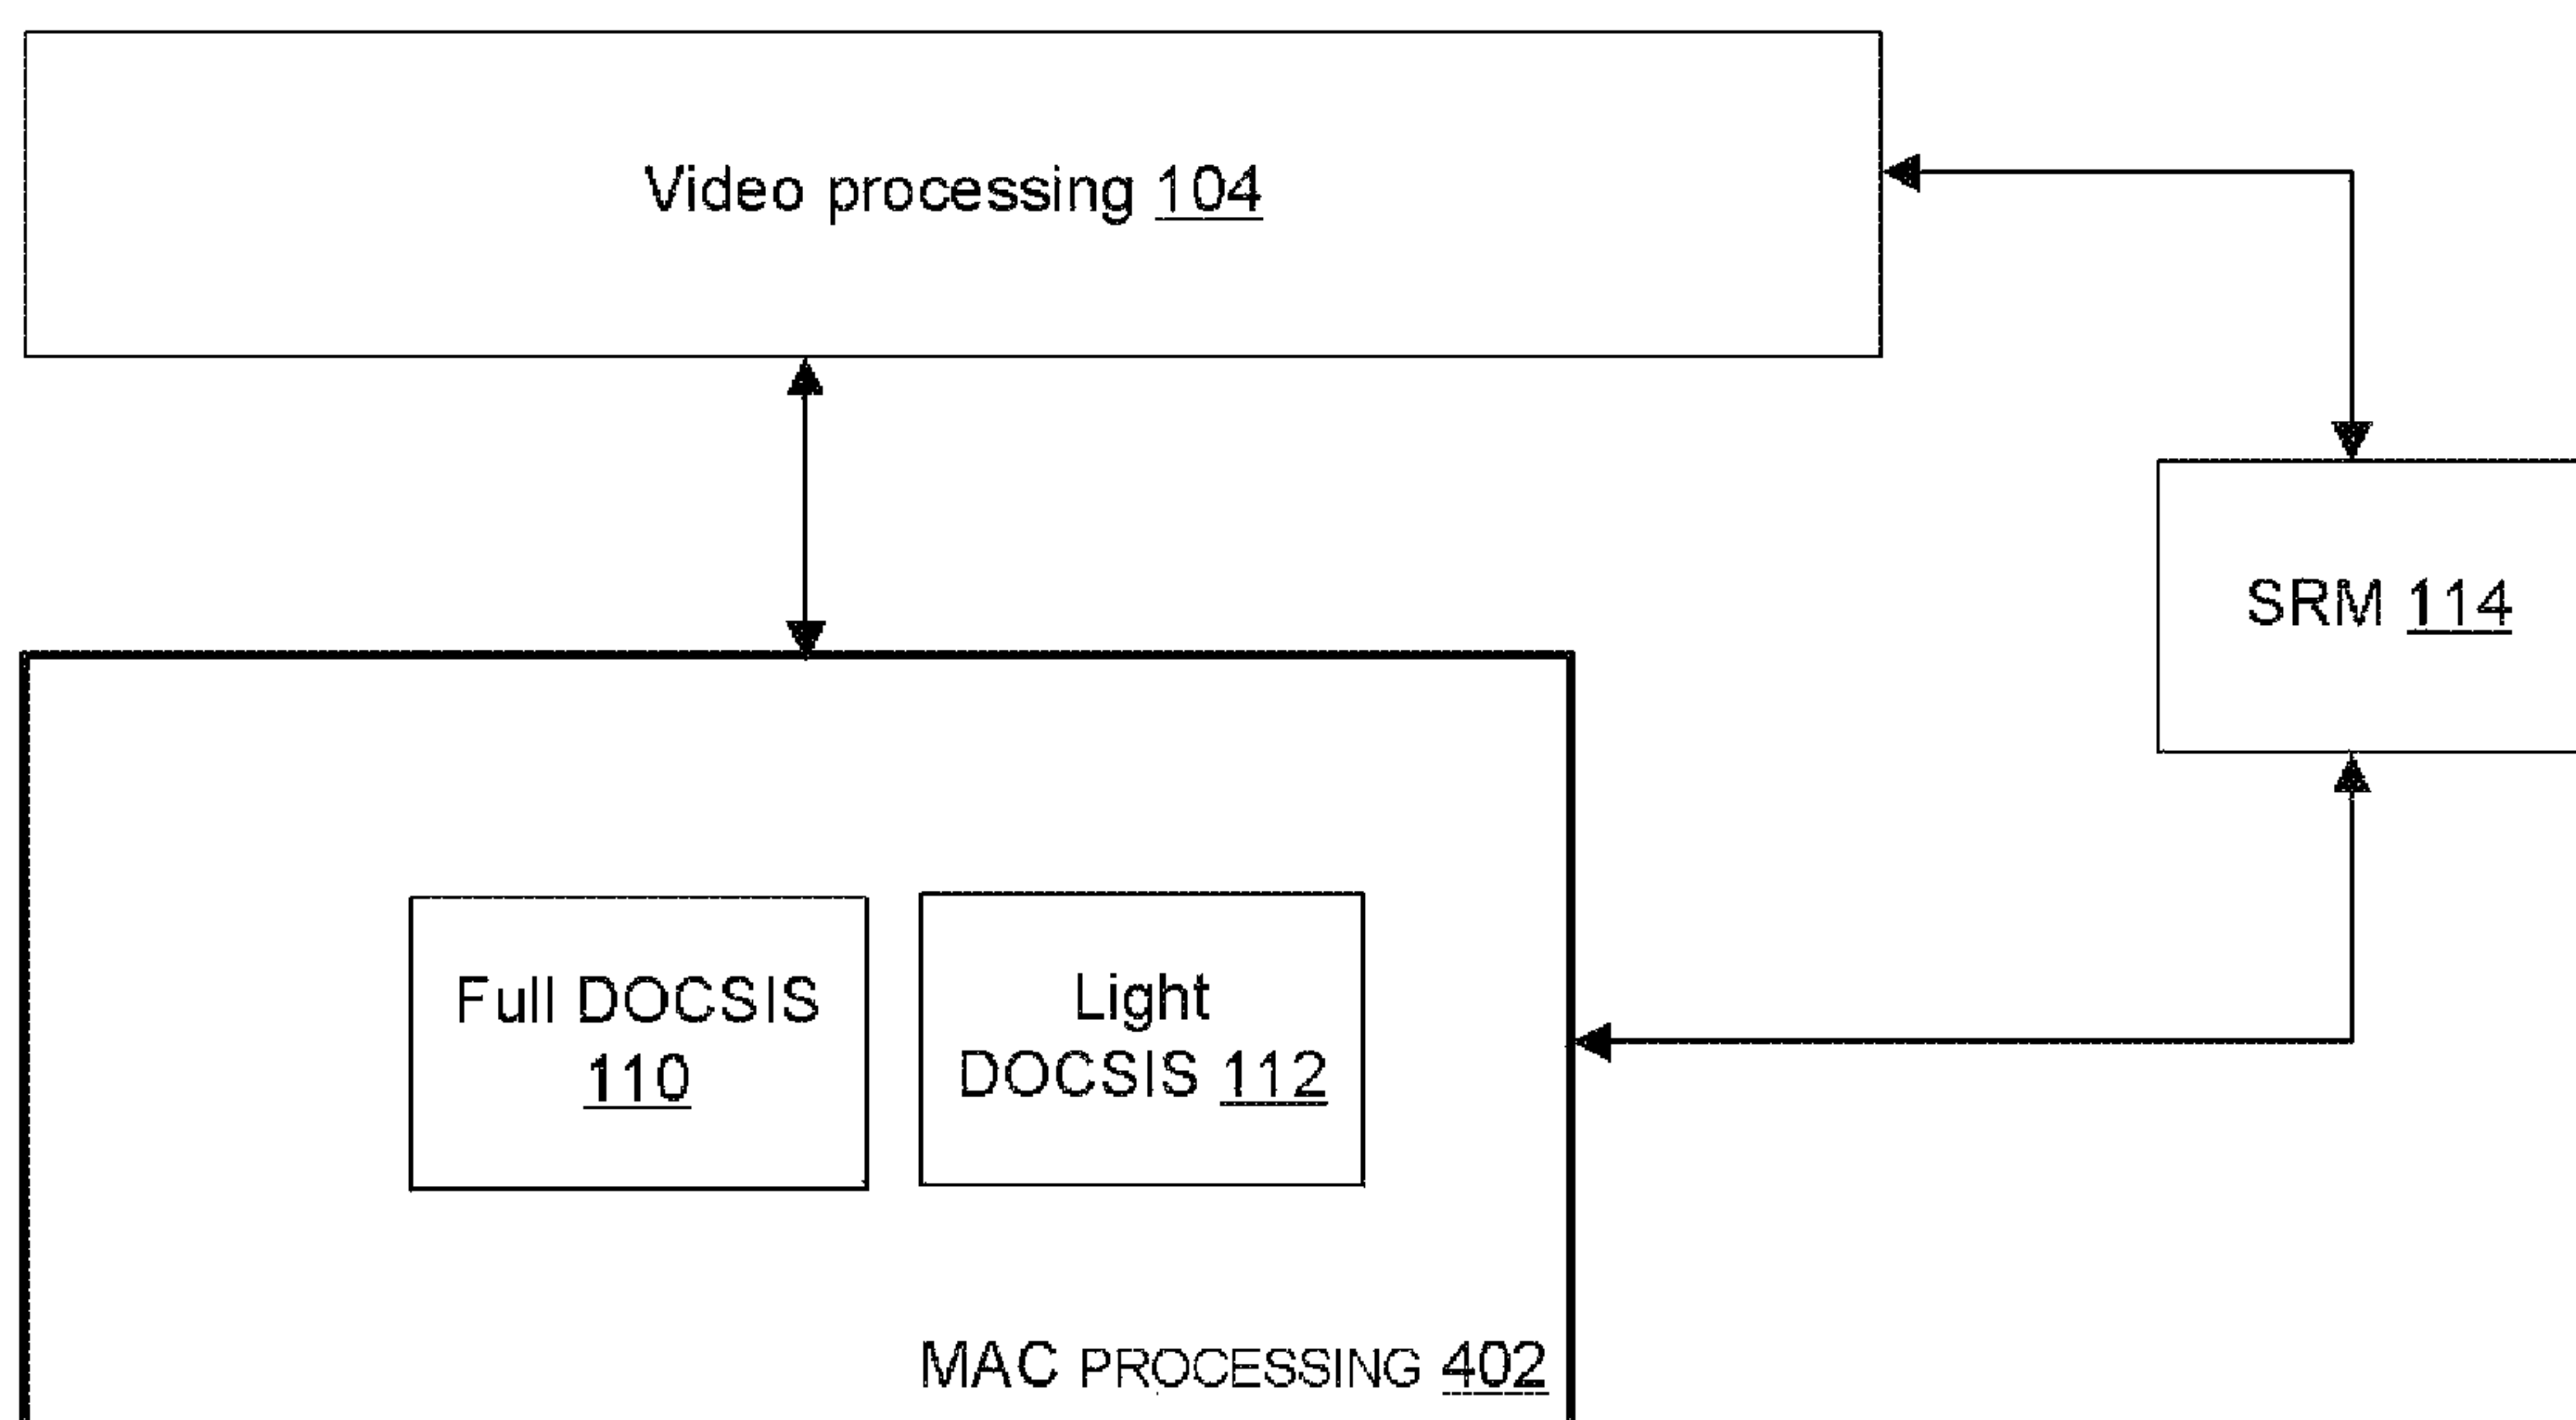 Video processing 104
SRM 114
Full DOCSIS
110
Light
DOCSIS 112
MAC PROCESSING 402